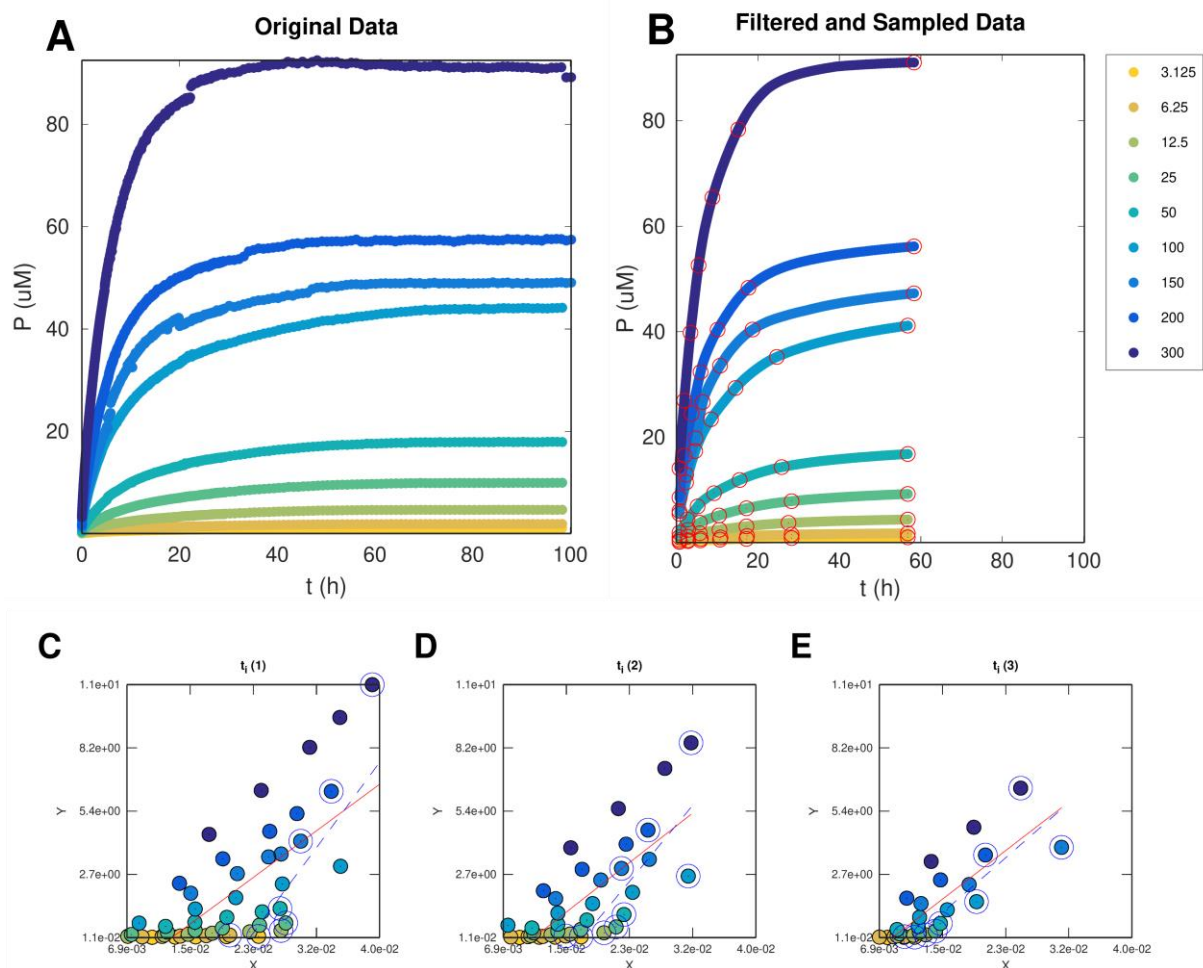 A
Original Data
P (uM)
80
60
40
20
0 20 40 60 80 100
t (h)
B
Filtered and Sampled Data
P (uM)
80
60
40
20
0 20 40 60 80 100
t (h)
3.125
6.25
12.5
25
50
100
150
200
300
C
t_i (1)
Y
1.1e+01
8.2e+00
5.4e+00
2.7e+00
1.1e-02
6.9e-03 1.5e-02 2.3e-02 3.2e-02 4.0e-02
X
D
t_i (2)
Y
1.1e+01
8.2e+00
5.4e+00
2.7e+00
1.1e-02
6.9e-03 1.5e-02 2.3e-02 3.2e-02 4.0e-02
X
E
t_i (3)
Y
1.1e+01
8.2e+00
5.4e+00
2.7e+00
1.1e-02
6.9e-03 1.5e-02 2.3e-02 3.2e-02 4.0e-02
X